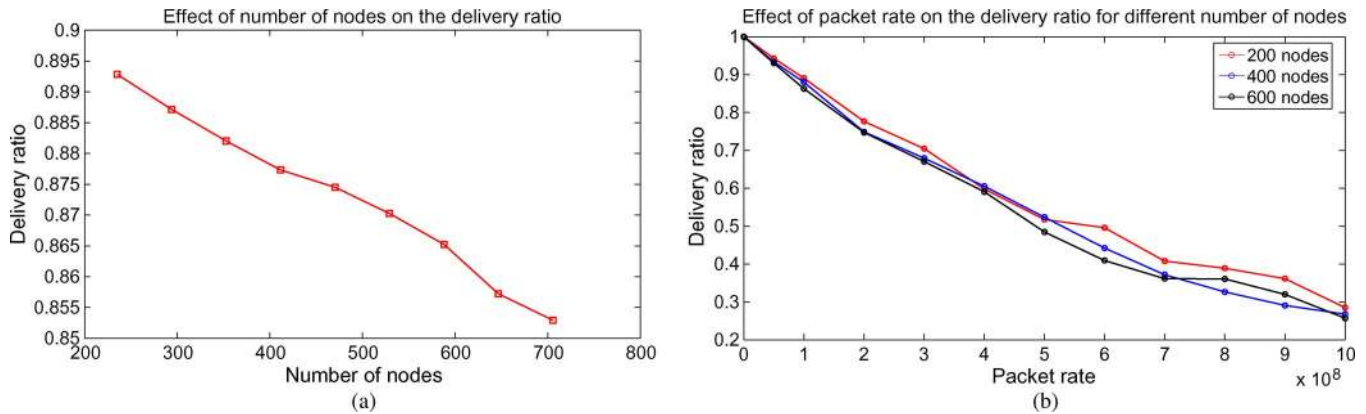 Effect of number of nodes on the delivery ratio
0.9
0.895
0.89
0.885
0.88
0.875
0.87
0.865
0.86
0.855
0.85
Delivery ratio
200 300 400 500 600 700 800
Number of nodes
(a)
Effect of packet rate on the delivery ratio for different number of nodes
1
0.9
0.8
0.7
0.6
0.5
0.4
0.3
0.2
Delivery ratio
200 nodes
400 nodes
600 nodes
0 1 2 3 4 5 6 7 8 9 10
Packet rate
x 10⁸
(b)